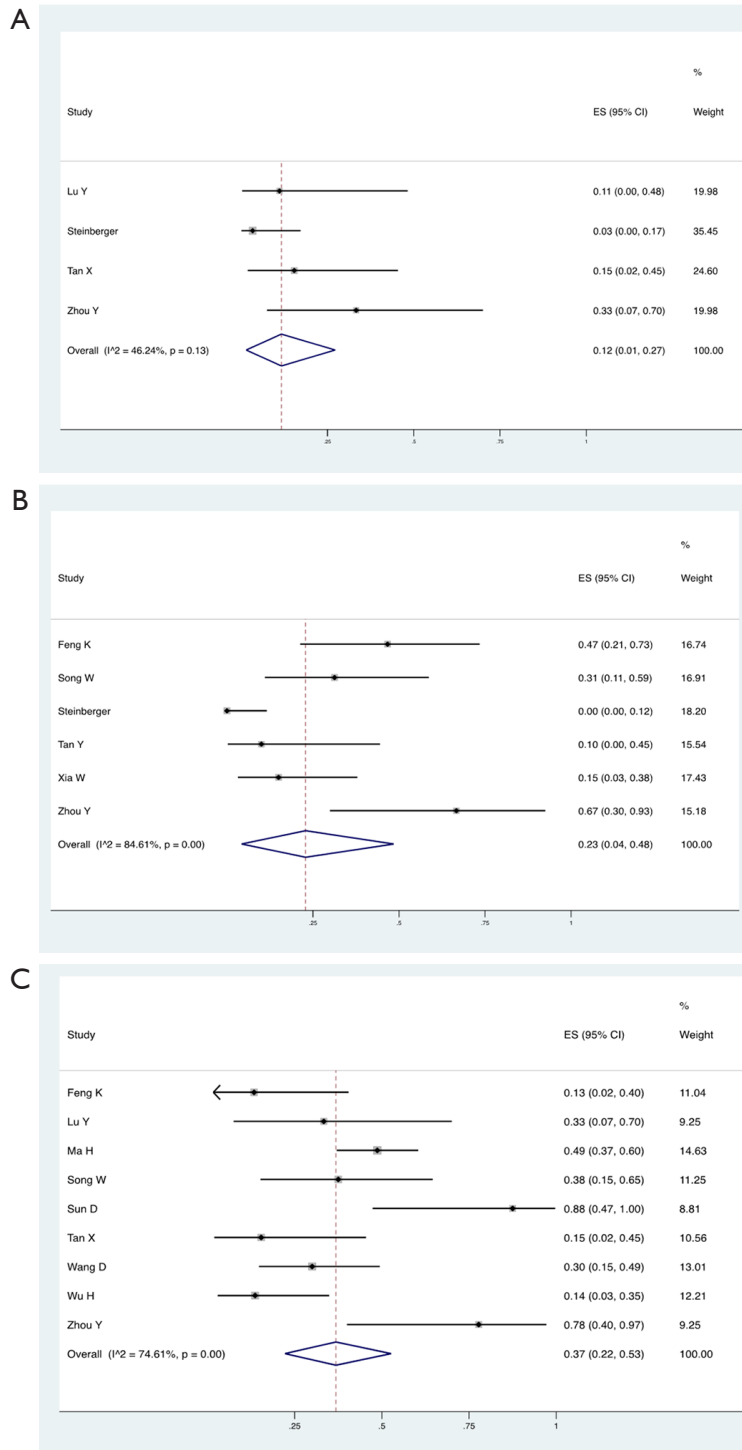 A
%
Study ES (95% CI) Weight
Lu Y 0.11 (0.00, 0.48) 19.98
Steinberger 0.03 (0.00, 0.17) 35.45
Tan X 0.15 (0.02, 0.45) 24.60
Zhou Y 0.33 (0.07, 0.70) 19.98
Overall (I^2 = 46.24%, p = 0.13) 0.12 (0.01, 0.27) 100.00
.25 .5 .75 1
B
%
Study ES (95% CI) Weight
Feng K 0.47 (0.21, 0.73) 16.74
Song W 0.31 (0.11, 0.59) 16.91
Steinberger 0.00 (0.00, 0.12) 18.20
Tan Y 0.10 (0.00, 0.45) 15.54
Xia W 0.15 (0.03, 0.38) 17.43
Zhou Y 0.67 (0.30, 0.93) 15.18
Overall (I^2 = 84.61%, p = 0.00) 0.23 (0.04, 0.48) 100.00
.25 .5 .75 1
C
%
Study ES (95% CI) Weight
Feng K 0.13 (0.02, 0.40) 11.04
Lu Y 0.33 (0.07, 0.70) 9.25
Ma H 0.49 (0.37, 0.60) 14.63
Song W 0.38 (0.15, 0.65) 11.25
Sun D 0.88 (0.47, 1.00) 8.81
Tan X 0.15 (0.02, 0.45) 10.56
Wang D 0.30 (0.15, 0.49) 13.01
Wu H 0.14 (0.03, 0.35) 12.21
Zhou Y 0.78 (0.40, 0.97) 9.25
Overall (I^2 = 74.61%, p = 0.00) 0.37 (0.22, 0.53) 100.00
.25 .5 .75 1